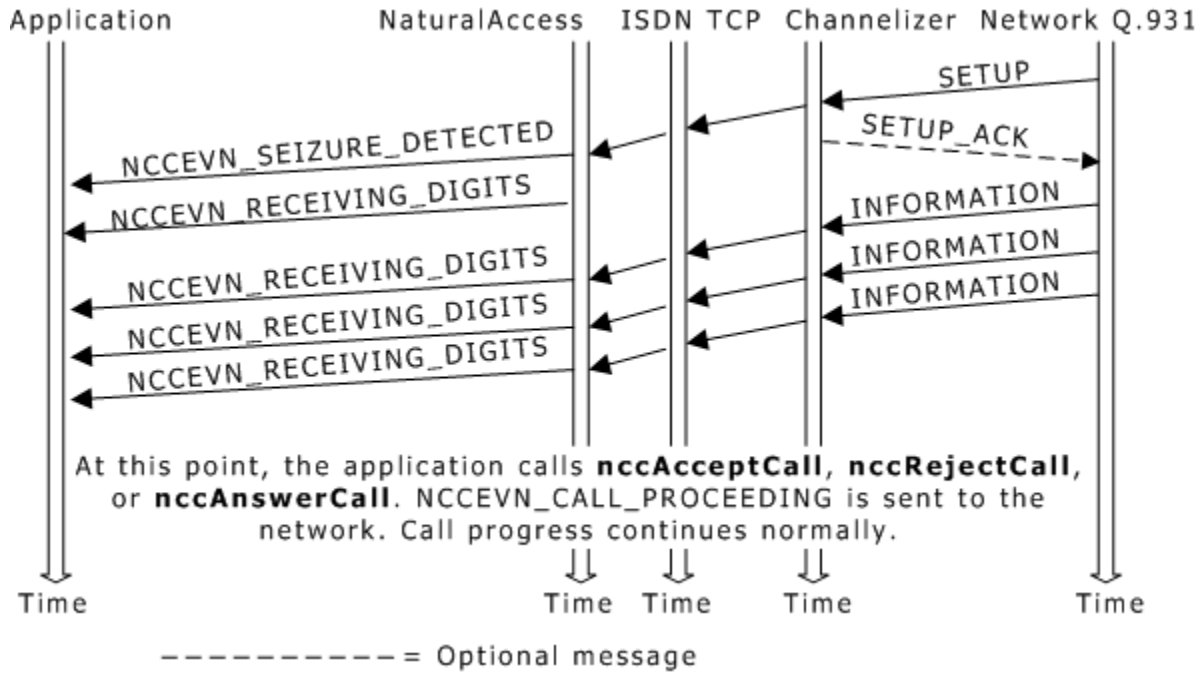 Application NaturalAccess ISDN TCP Channelizer Network Q.931
SETUP
SETUP_ACK
NCCEVN_SEIZURE_DETECTED
NCCEVN_RECEIVING_DIGITS
INFORMATION
INFORMATION
NCCEVN_RECEIVING_DIGITS
INFORMATION
NCCEVN_RECEIVING_DIGITS
NCCEVN_RECEIVING_DIGITS
At this point, the application calls nccAcceptCall, nccRejectCall,
or nccAnswerCall. NCCEVN_CALL_PROCEEDING is sent to the
network. Call progress continues normally.
Time Time Time Time Time
= Optional message